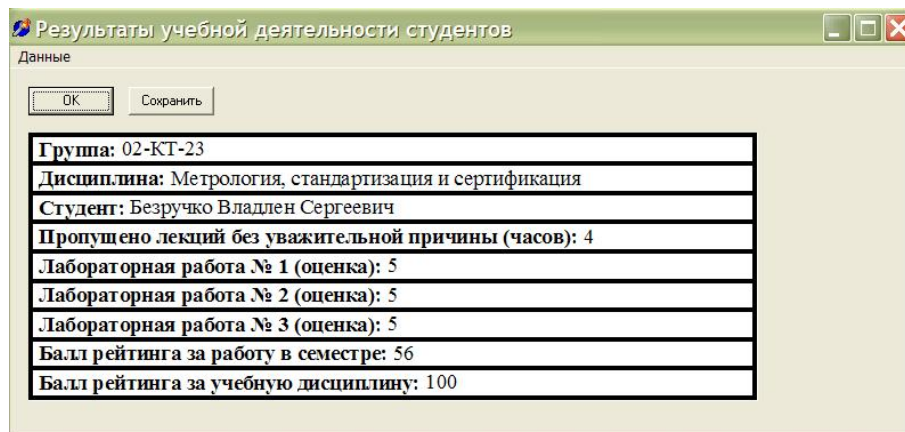 Результаты учебной деятельности студентов
Данные
OK Сохранить
Группа: 02-КТ-23
Дисциплина: Метрология, стандартизация и сертификация
Студент: Безручко Владлен Сергеевич
Пропущено лекций без уважительной причины (часов): 4
Лабораторная работа № 1 (оценка): 5
Лабораторная работа № 2 (оценка): 5
Лабораторная работа № 3 (оценка): 5
Балл рейтинга за работу в семестре: 56
Балл рейтинга за учебную дисциплину: 100